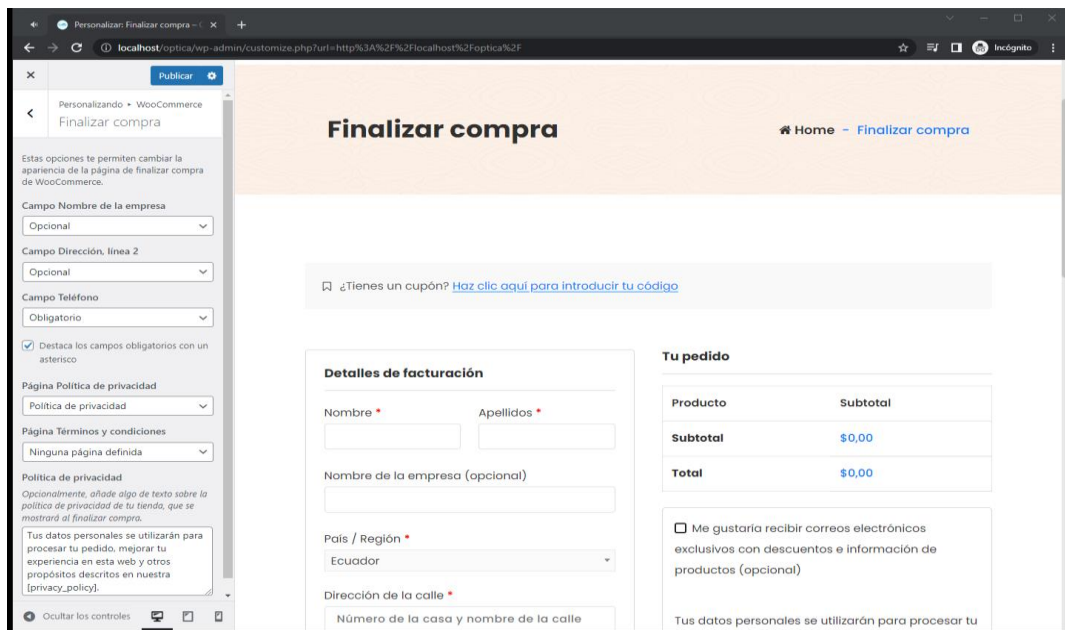 Personalizar: Finalizar compra – (
localhost/optica/wp-admin/customize.php?url=http%3A%2F%2Flocalhost%2Foptica%2F
Incógnito
Publicar
Personalizando ▸ WooCommerce
Finalizar compra
Estas opciones te permiten cambiar la
apariencia de la página de finalizar compra
de WooCommerce.
Campo Nombre de la empresa
Opcional
Campo Dirección, línea 2
Opcional
Campo Teléfono
Obligatorio
Destaca los campos obligatorios con un
asterisco
Página Política de privacidad
Política de privacidad
Página Términos y condiciones
Ninguna página definida
Política de privacidad
Opcionalmente, añade algo de texto sobre la
política de privacidad de tu tienda, que se
mostrará al finalizar compra.
Tus datos personales se utilizarán para
procesar tu pedido, mejorar tu
experiencia en esta web y otros
propósitos descritos en nuestra
[privacy_policy].
Ocultar los controles
Finalizar compra
Home - Finalizar compra
¿Tienes un cupón? Haz clic aquí para introducir tu código
Detalles de facturación
Nombre * Apellidos *
Nombre de la empresa (opcional)
País / Región *
Ecuador
Dirección de la calle *
Número de la casa y nombre de la calle
Tu pedido
Producto Subtotal
Subtotal $0,00
Total $0,00
Me gustaría recibir correos electrónicos
exclusivos con descuentos e información de
productos (opcional)
Tus datos personales se utilizarán para procesar tu